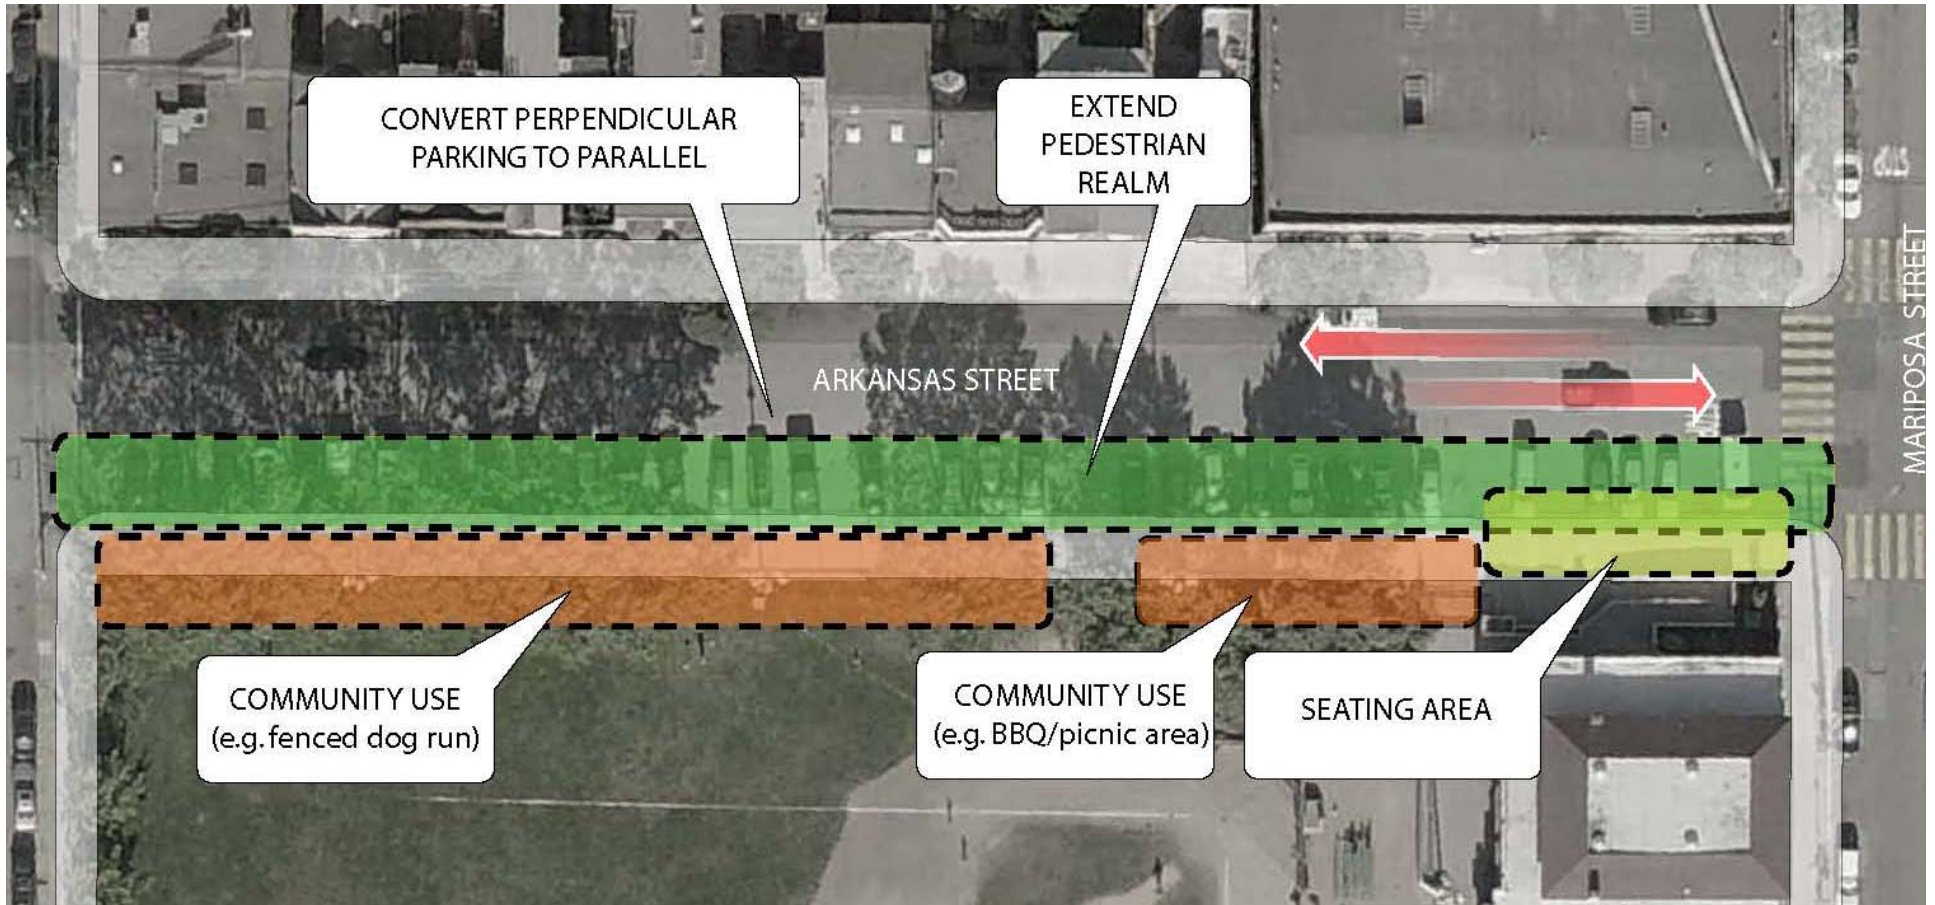 CONVERT PERPENDICULAR
PARKING TO PARALLEL
EXTEND
PEDESTRIAN
REALM
STOP
MARIPOSA STREET
ARKANSAS STREET
COMMUNITY USE
(e.g. fenced dog run)
COMMUNITY USE
(e.g. BBQ/picnic area)
SEATING AREA